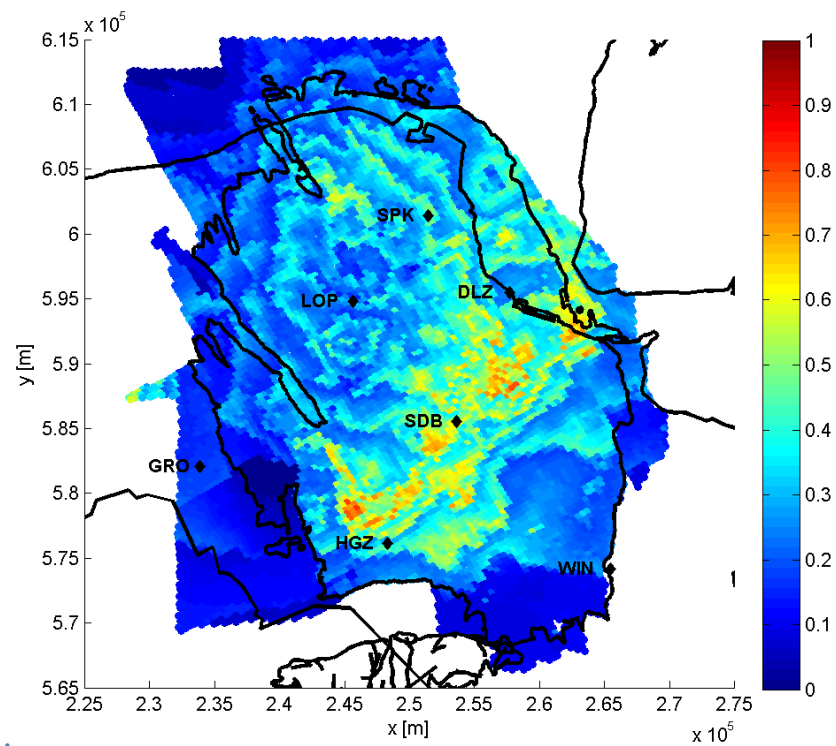 x 10^5
6.15
6.1
6.05
6
5.95
5.9
5.85
5.8
5.75
5.7
5.65
y [m]
SPK
LOP
DLZ
SDB
GRO
HGZ
WIN
2.25 2.3 2.35 2.4 2.45 2.5 2.55 2.6 2.65 2.7 2.75
x [m]
x 10^5
1
0.9
0.8
0.7
0.6
0.5
0.4
0.3
0.2
0.1
0